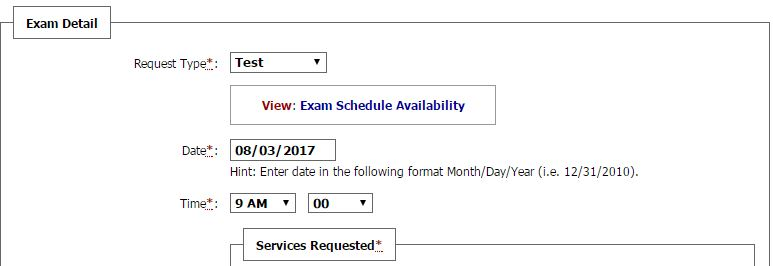 Exam Detail
Request Type*: Test
View: Exam Schedule Availability
Date*: 08/03/2017
Hint: Enter date in the following format Month/Day/Year (i.e. 12/31/2010).
Time*: 9 AM 00
Services Requested*